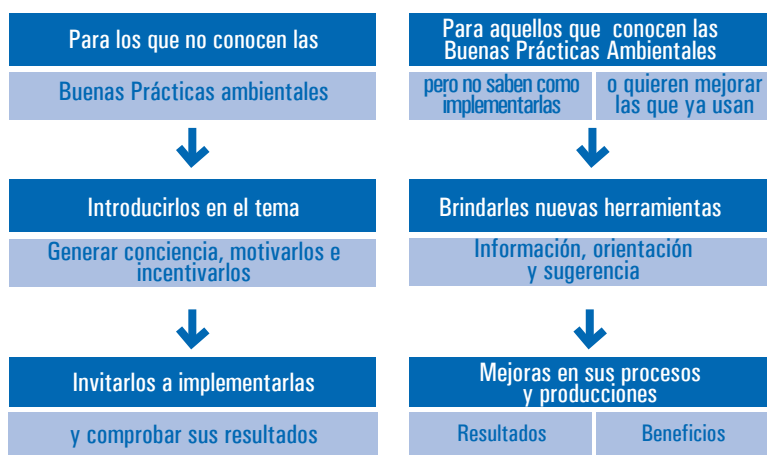 Para los que no conocen las
Buenas Prácticas ambientales
Introducirlos en el tema
Generar conciencia, motivarlos e
incentivarlos
Invitarlos a implementarlas
y comprobar sus resultados
Para aquellos que conocen las
Buenas Prácticas Ambientales
pero no saben como
implementarlas
o quieren mejorar
las que ya usan
Brindarles nuevas herramientas
Información, orientación
y sugerencia
Mejoras en sus procesos
y producciones
Resultados
Beneficios